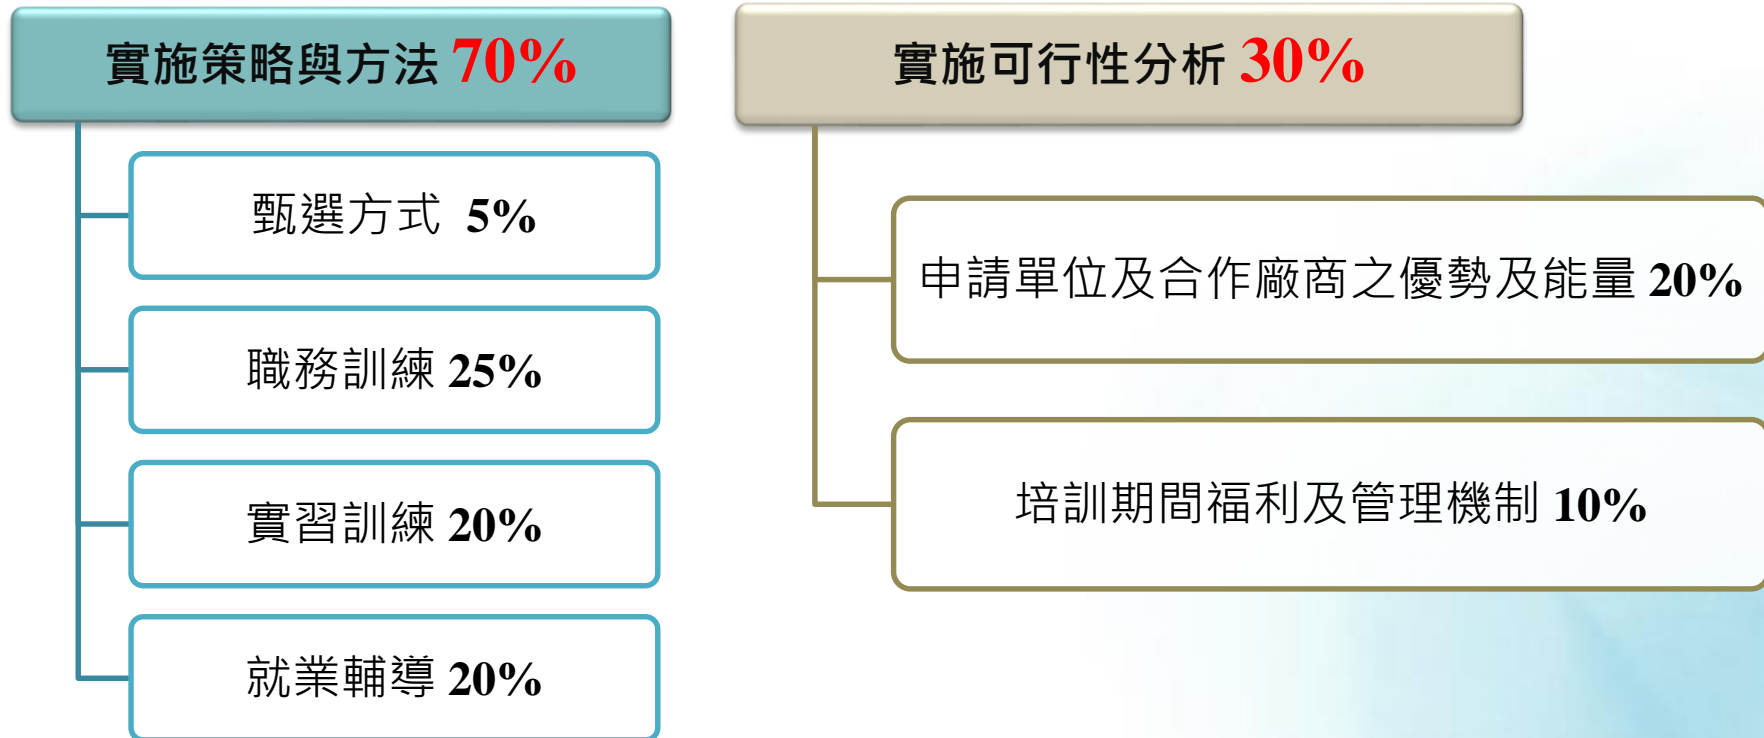 實施策略與方法 70%
甄選方式 5%
職務訓練 25%
實習訓練 20%
就業輔導 20%
實施可行性分析 30%
申請單位及合作廠商之優勢及能量 20%
培訓期間福利及管理機制 10%